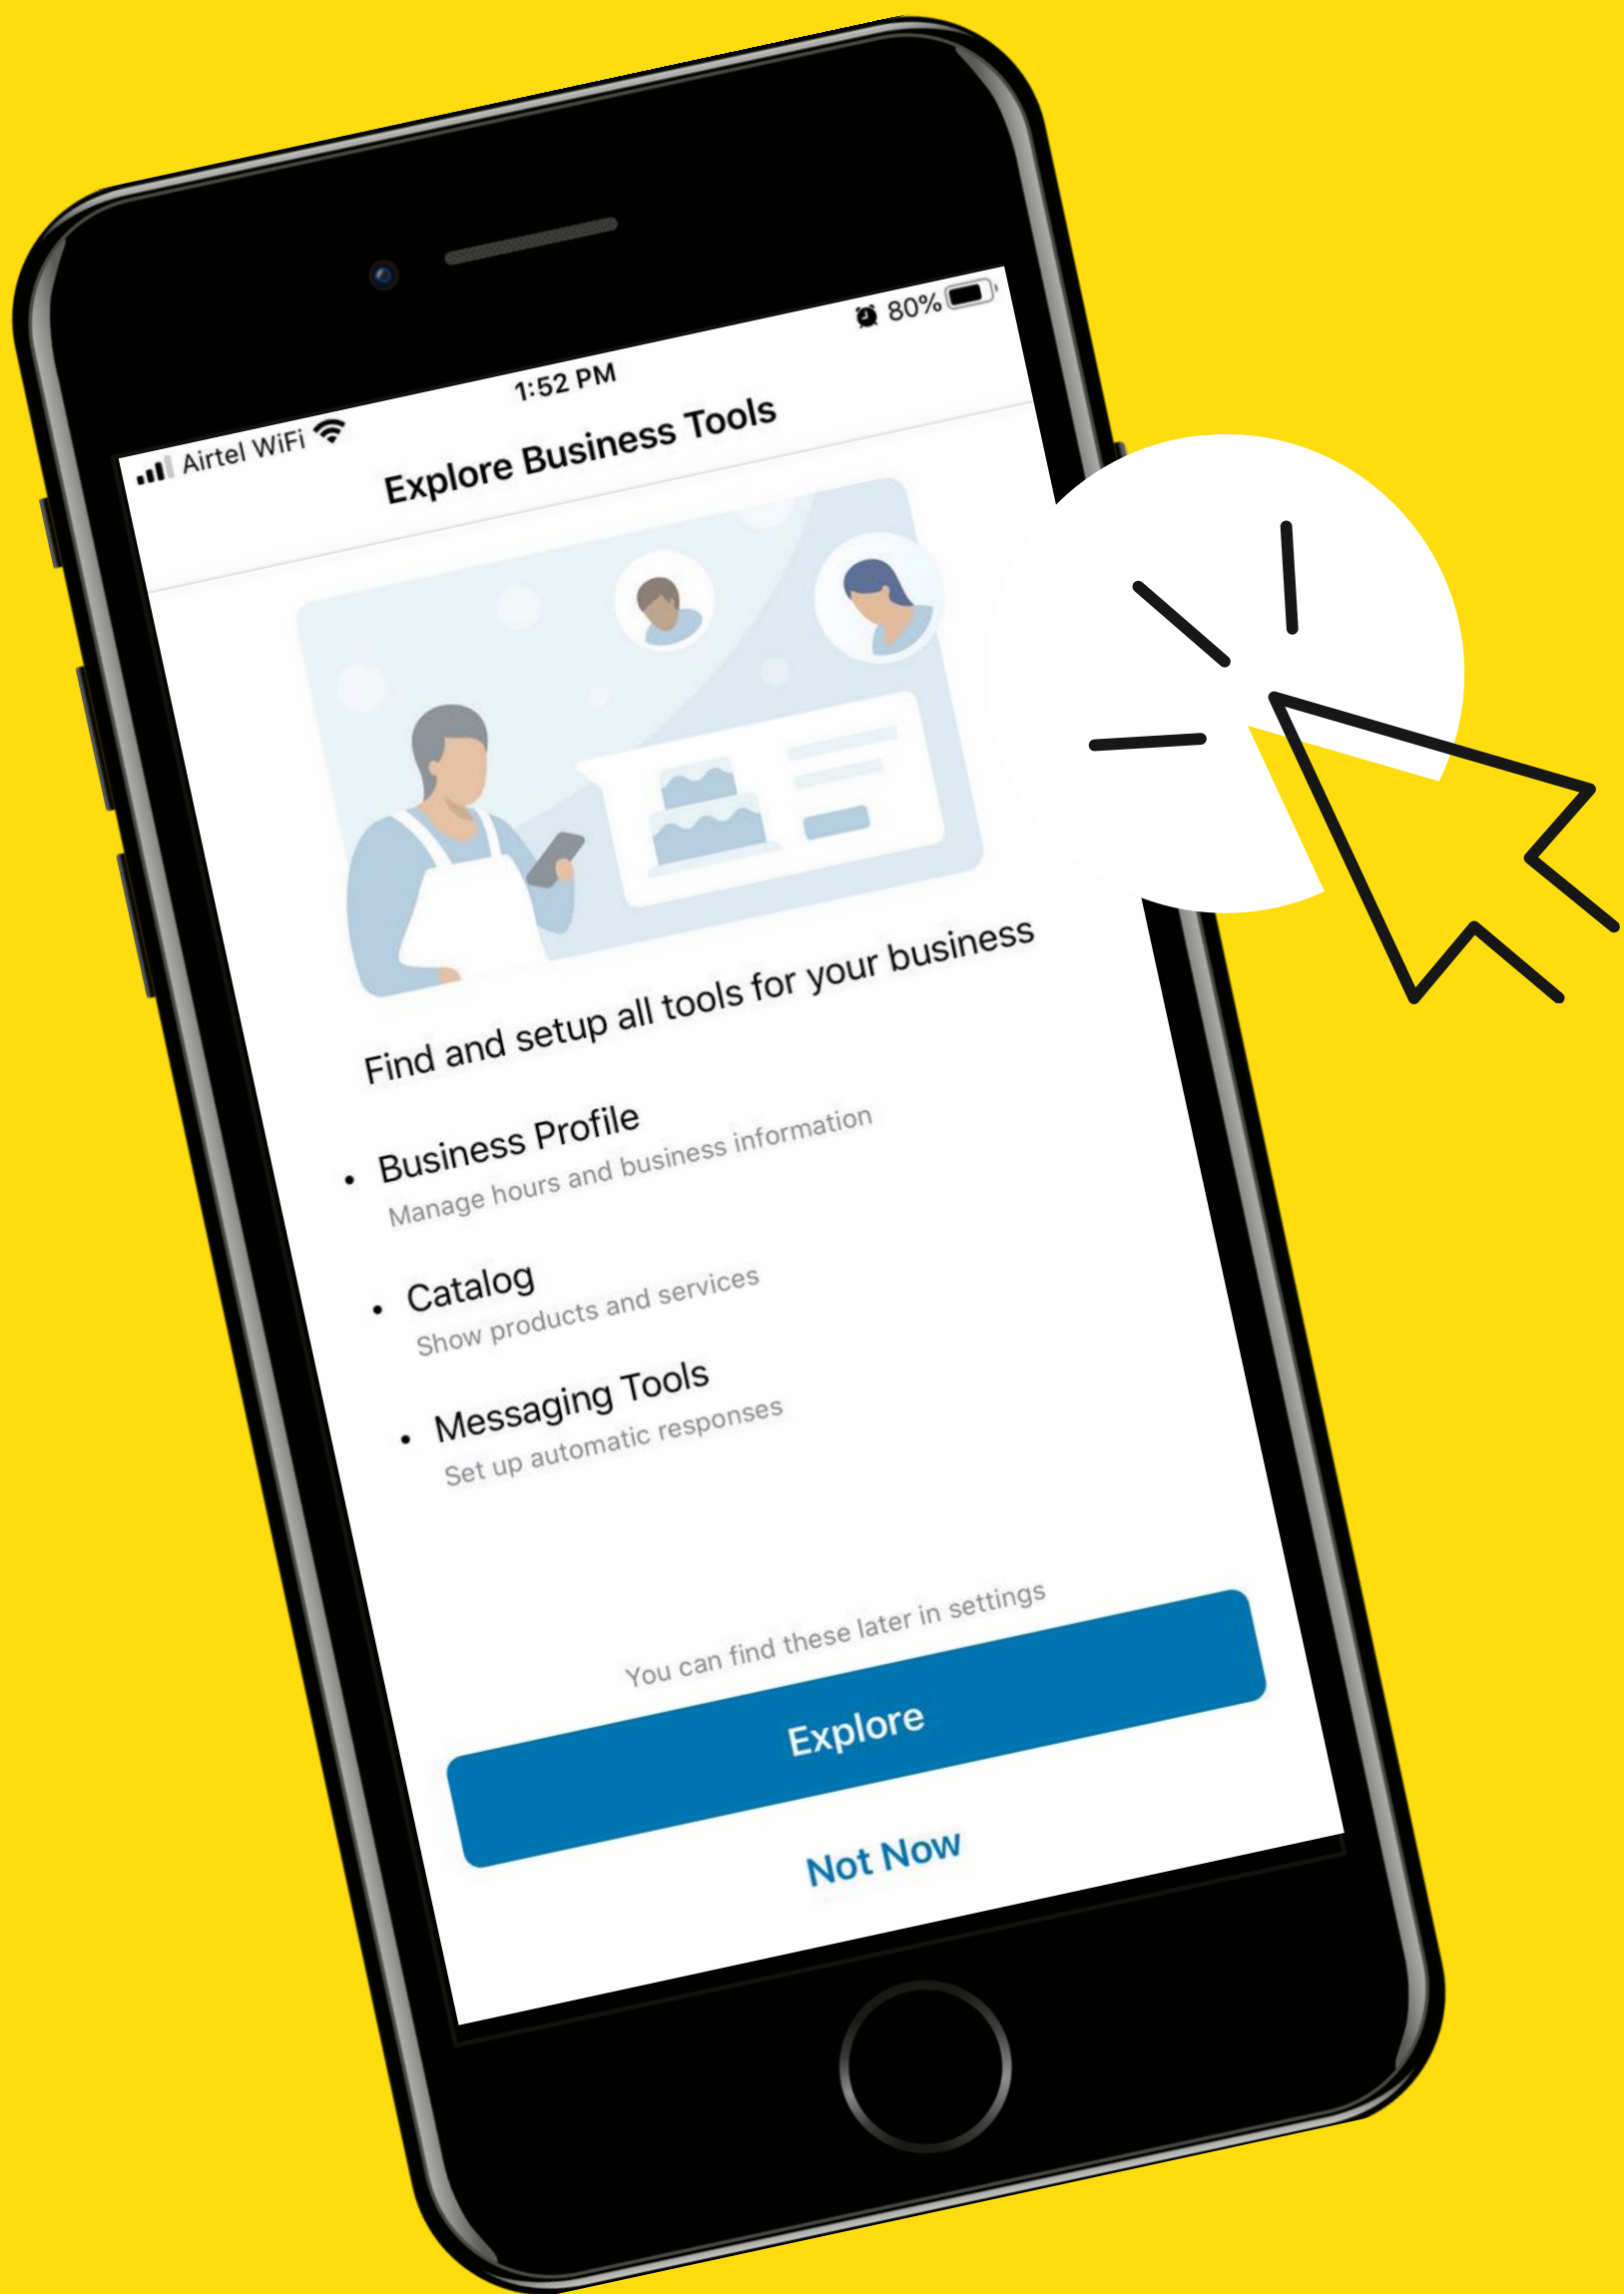 Airtel WiFi 1:52 PM 80%
Explore Business Tools
Find and setup all tools for your business
• Business Profile
Manage hours and business information
• Catalog
Show products and services
• Messaging Tools
Set up automatic responses
You can find these later in settings
Explore
Not Now